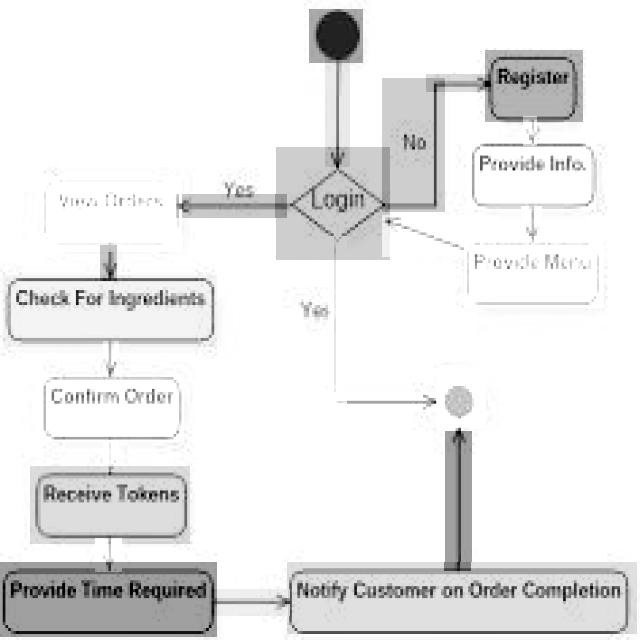 Register
No
Provide Info.
Yes
Login
View Orders
Provide Menu
Check For Ingredients
Yes
Confirm Order
Receive Tokens
Provide Time Required
Notify Customer on Order Completion